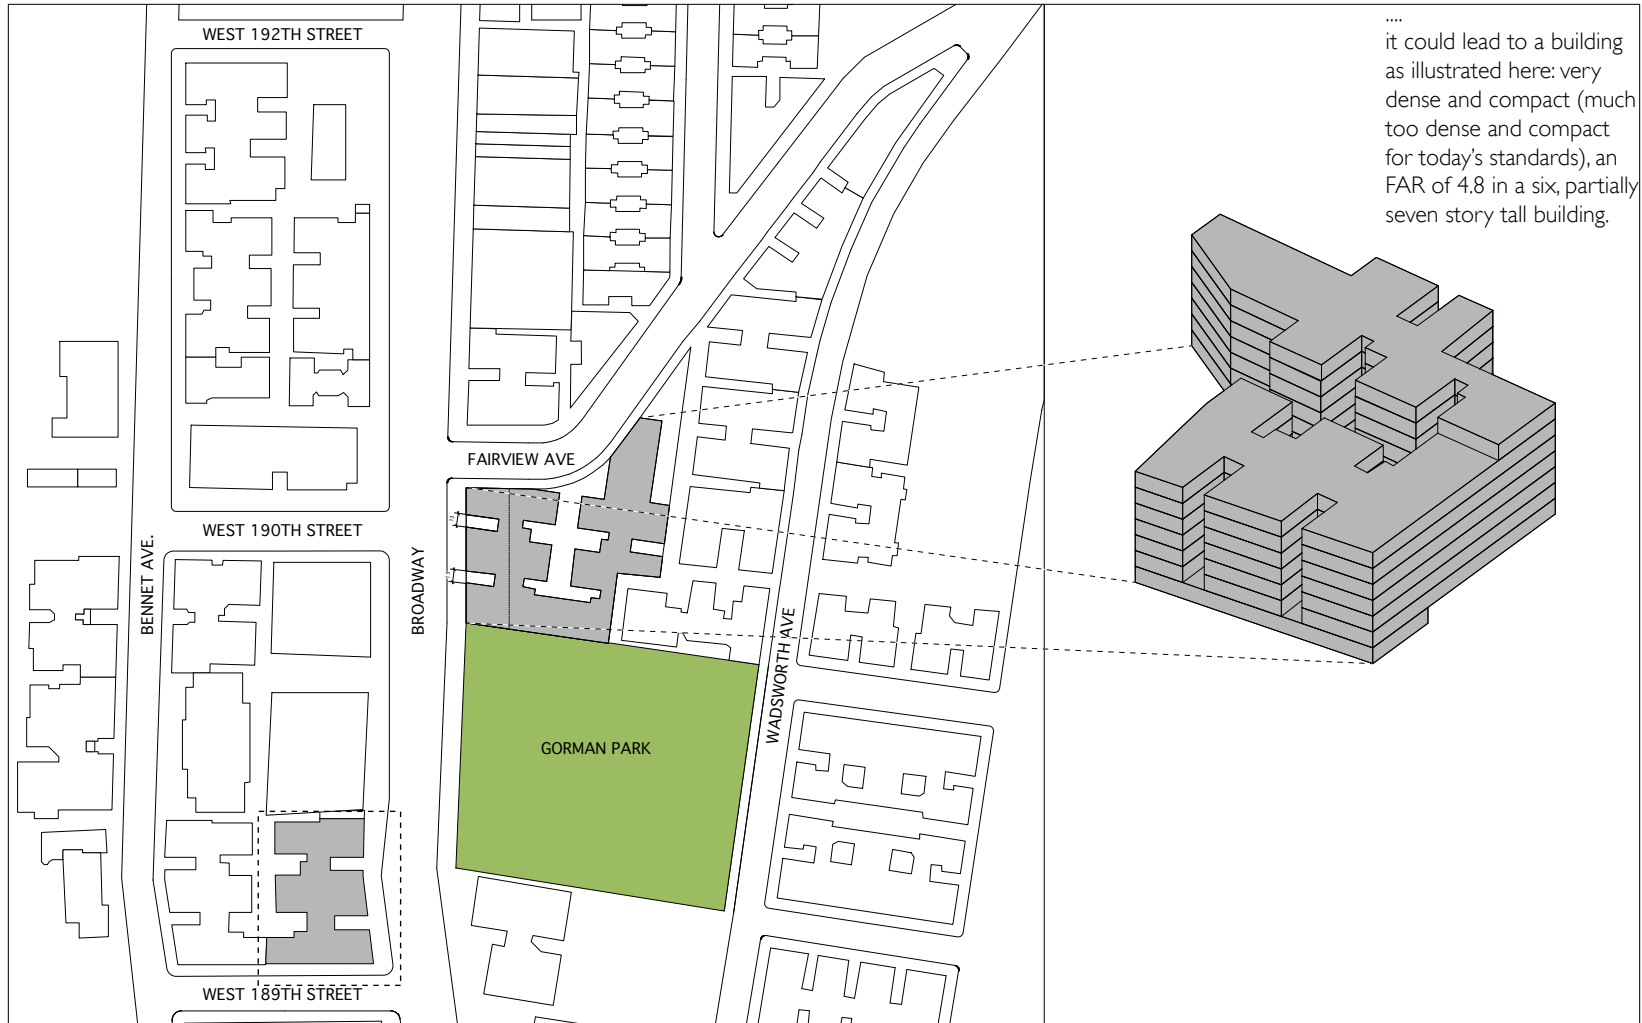 WEST 192TH STREET
....
it could lead to a building
as illustrated here: very
dense and compact (much
too dense and compact
for today's standards), an
FAR of 4.8 in a six, partially
seven story tall building.
FAIRVIEW AVE
WEST 190TH STREET
BENNET AVE.
BROADWAY
WADSWORTH AVE
GORMAN PARK
WEST 189TH STREET